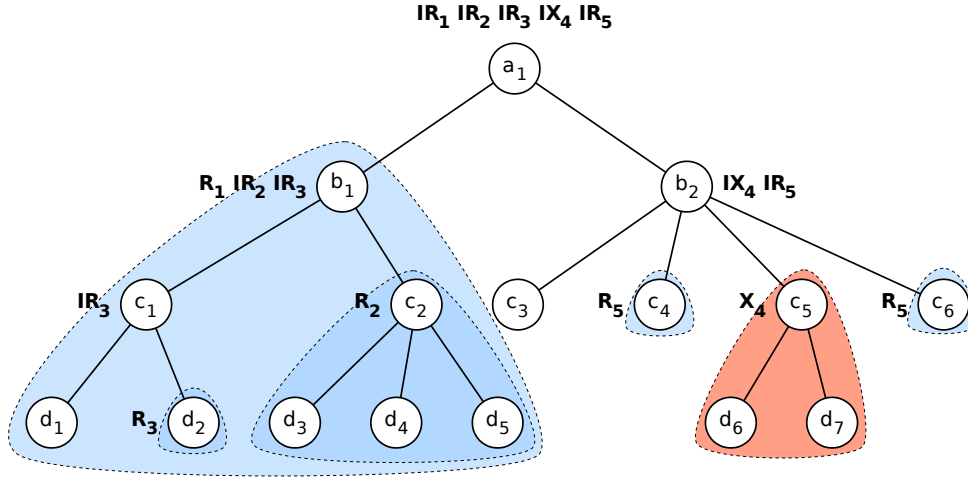 IR₁ IR₂ IR₃ IX₄ IR₅
a₁
R₁ IR₂ IR₃ b₁ b₂ IX₄ IR₅
IR₃ c₁ R₂ c₂ c₃ R₅ c₄ X₄ c₅ R₅ c₆
d₁ R₃ d₂ d₃ d₄ d₅ d₆ d₇